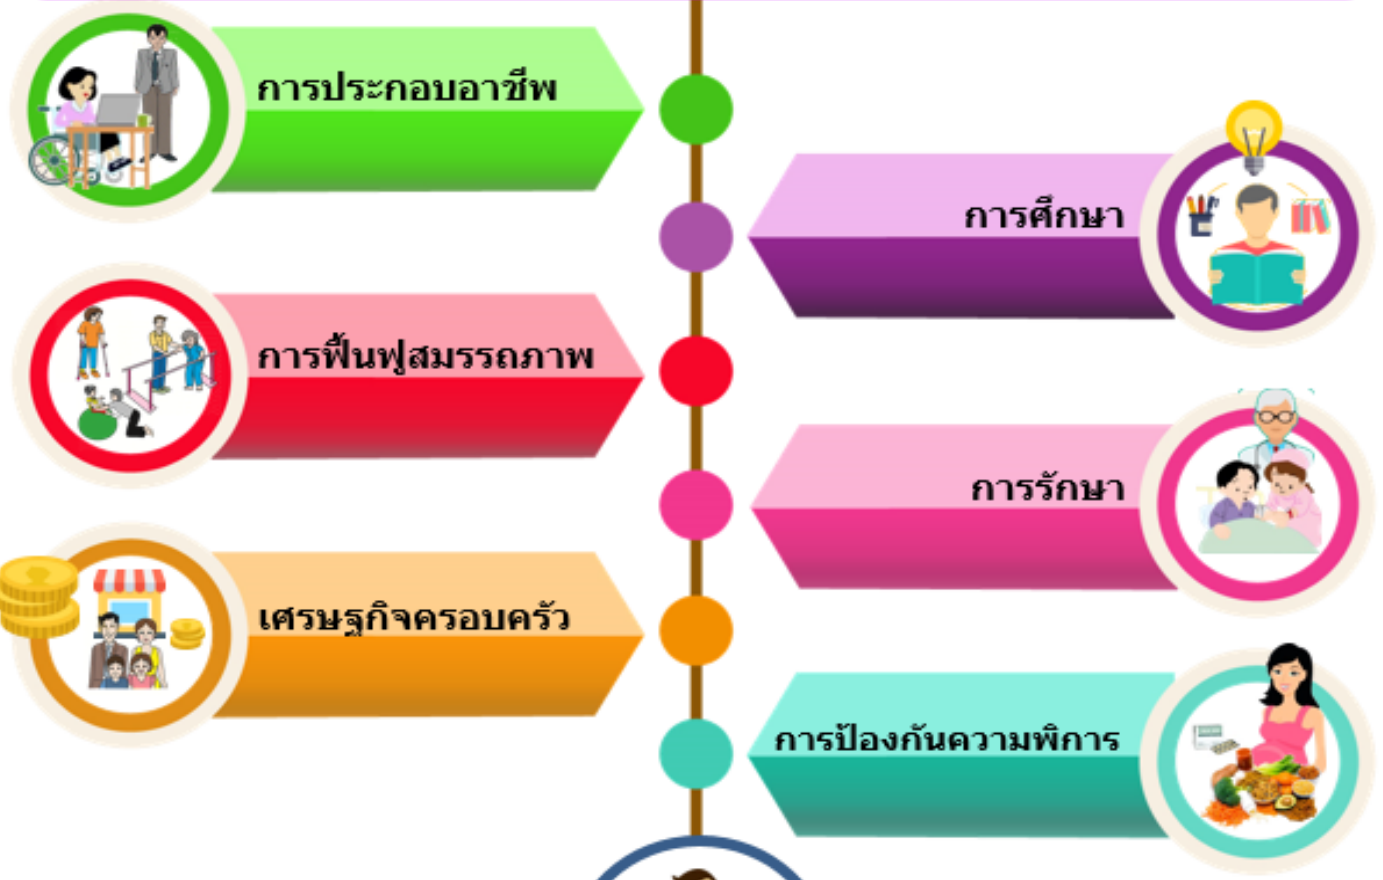 การประกอบอาชีพ
การศึกษา
การฟื้นฟูสมรรถภาพ
การรักษา
เศรษฐกิจครอบครัว
การป้องกันความพิการ